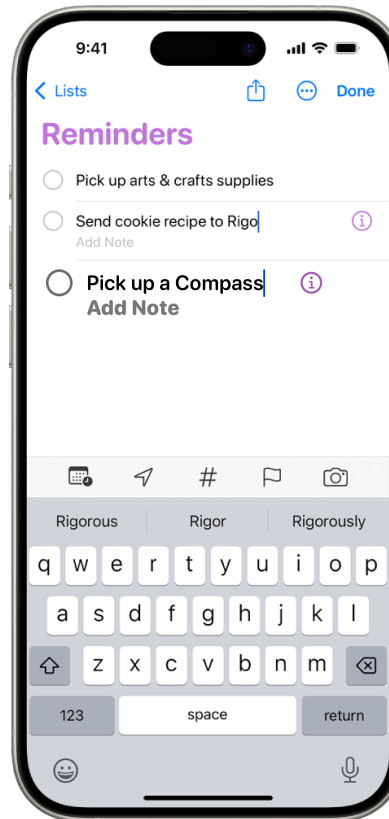 9:41
Lists
Done
Reminders
Pick up arts & crafts supplies
Send cookie recipe to Rigo
Add Note
Pick up a Compass
Add Note
Rigorous Rigor Rigorously
q w e r t y u i o p
a s d f g h j k l
z x c v b n m
123 space return